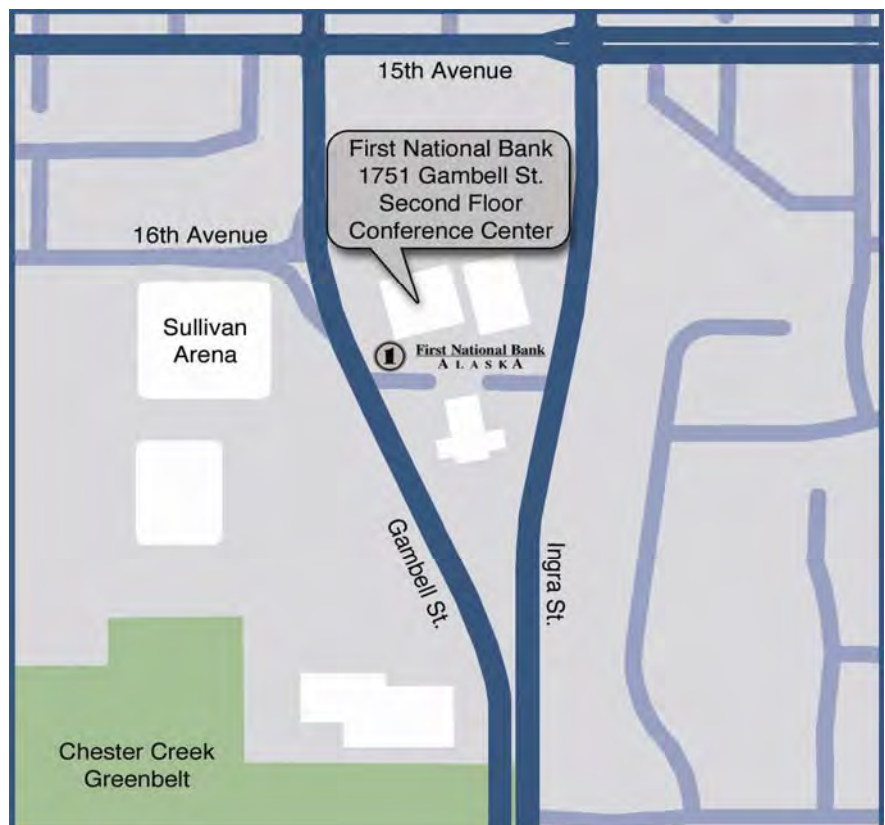 15th Avenue
First National Bank
1751 Gambell St.
Second Floor
Conference Center
16th Avenue
Sullivan
Arena
1
First National Bank
ALASKA
Gambell St.
Ingra St.
Chester Creek
Greenbelt